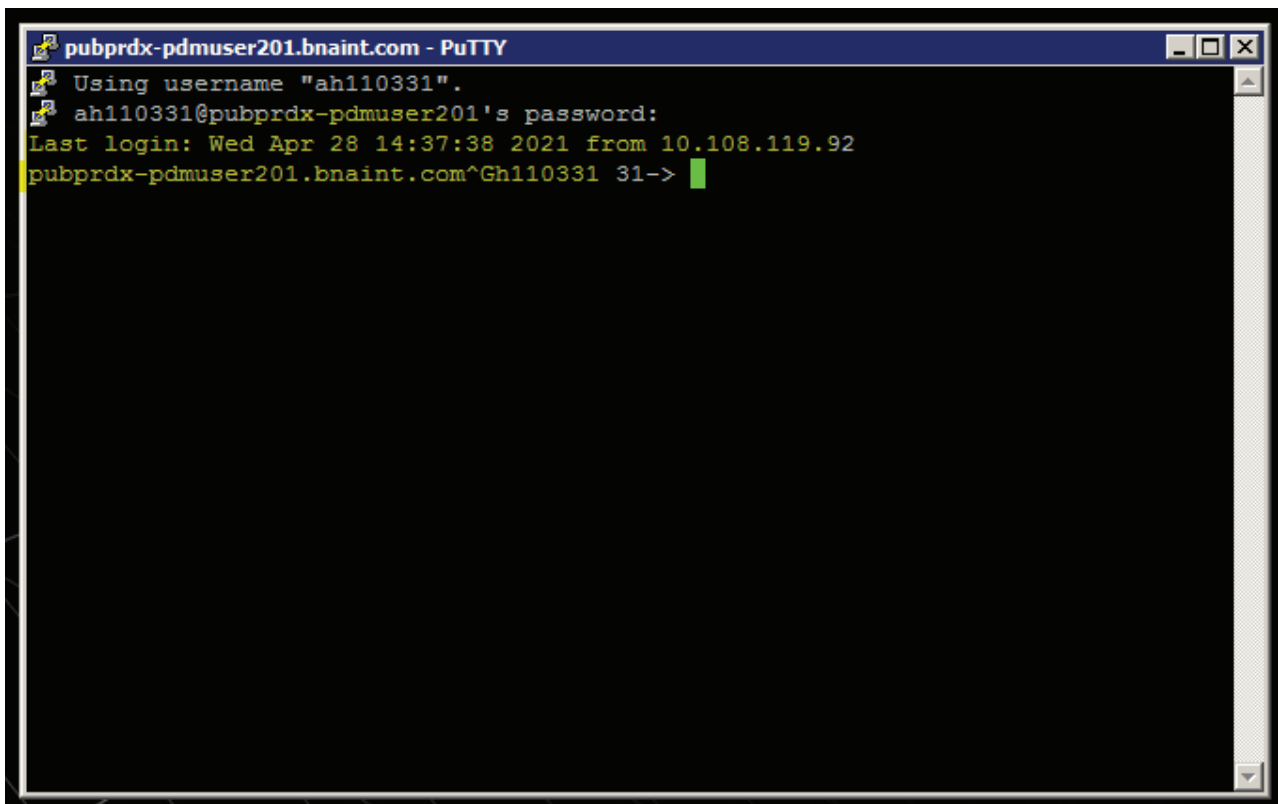 pubprdx-pdmuser201.bnaint.com - PuTTY
Using username "ah110331".
ah110331@pubprdx-pdmuser201's password:
Last login: Wed Apr 28 14:37:38 2021 from 10.108.119.92
pubprdx-pdmuser201.bnaint.com^Gh110331 31->